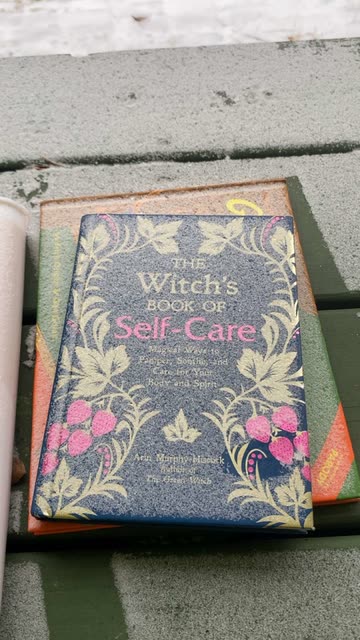 THE
Witch's
BOOK OF
Self-Care
Magical Ways to
Pamper, Soothe, and
Care for Your
Body and Spirit
Arin Murphy-Hiscock
Author of
The Green Witch